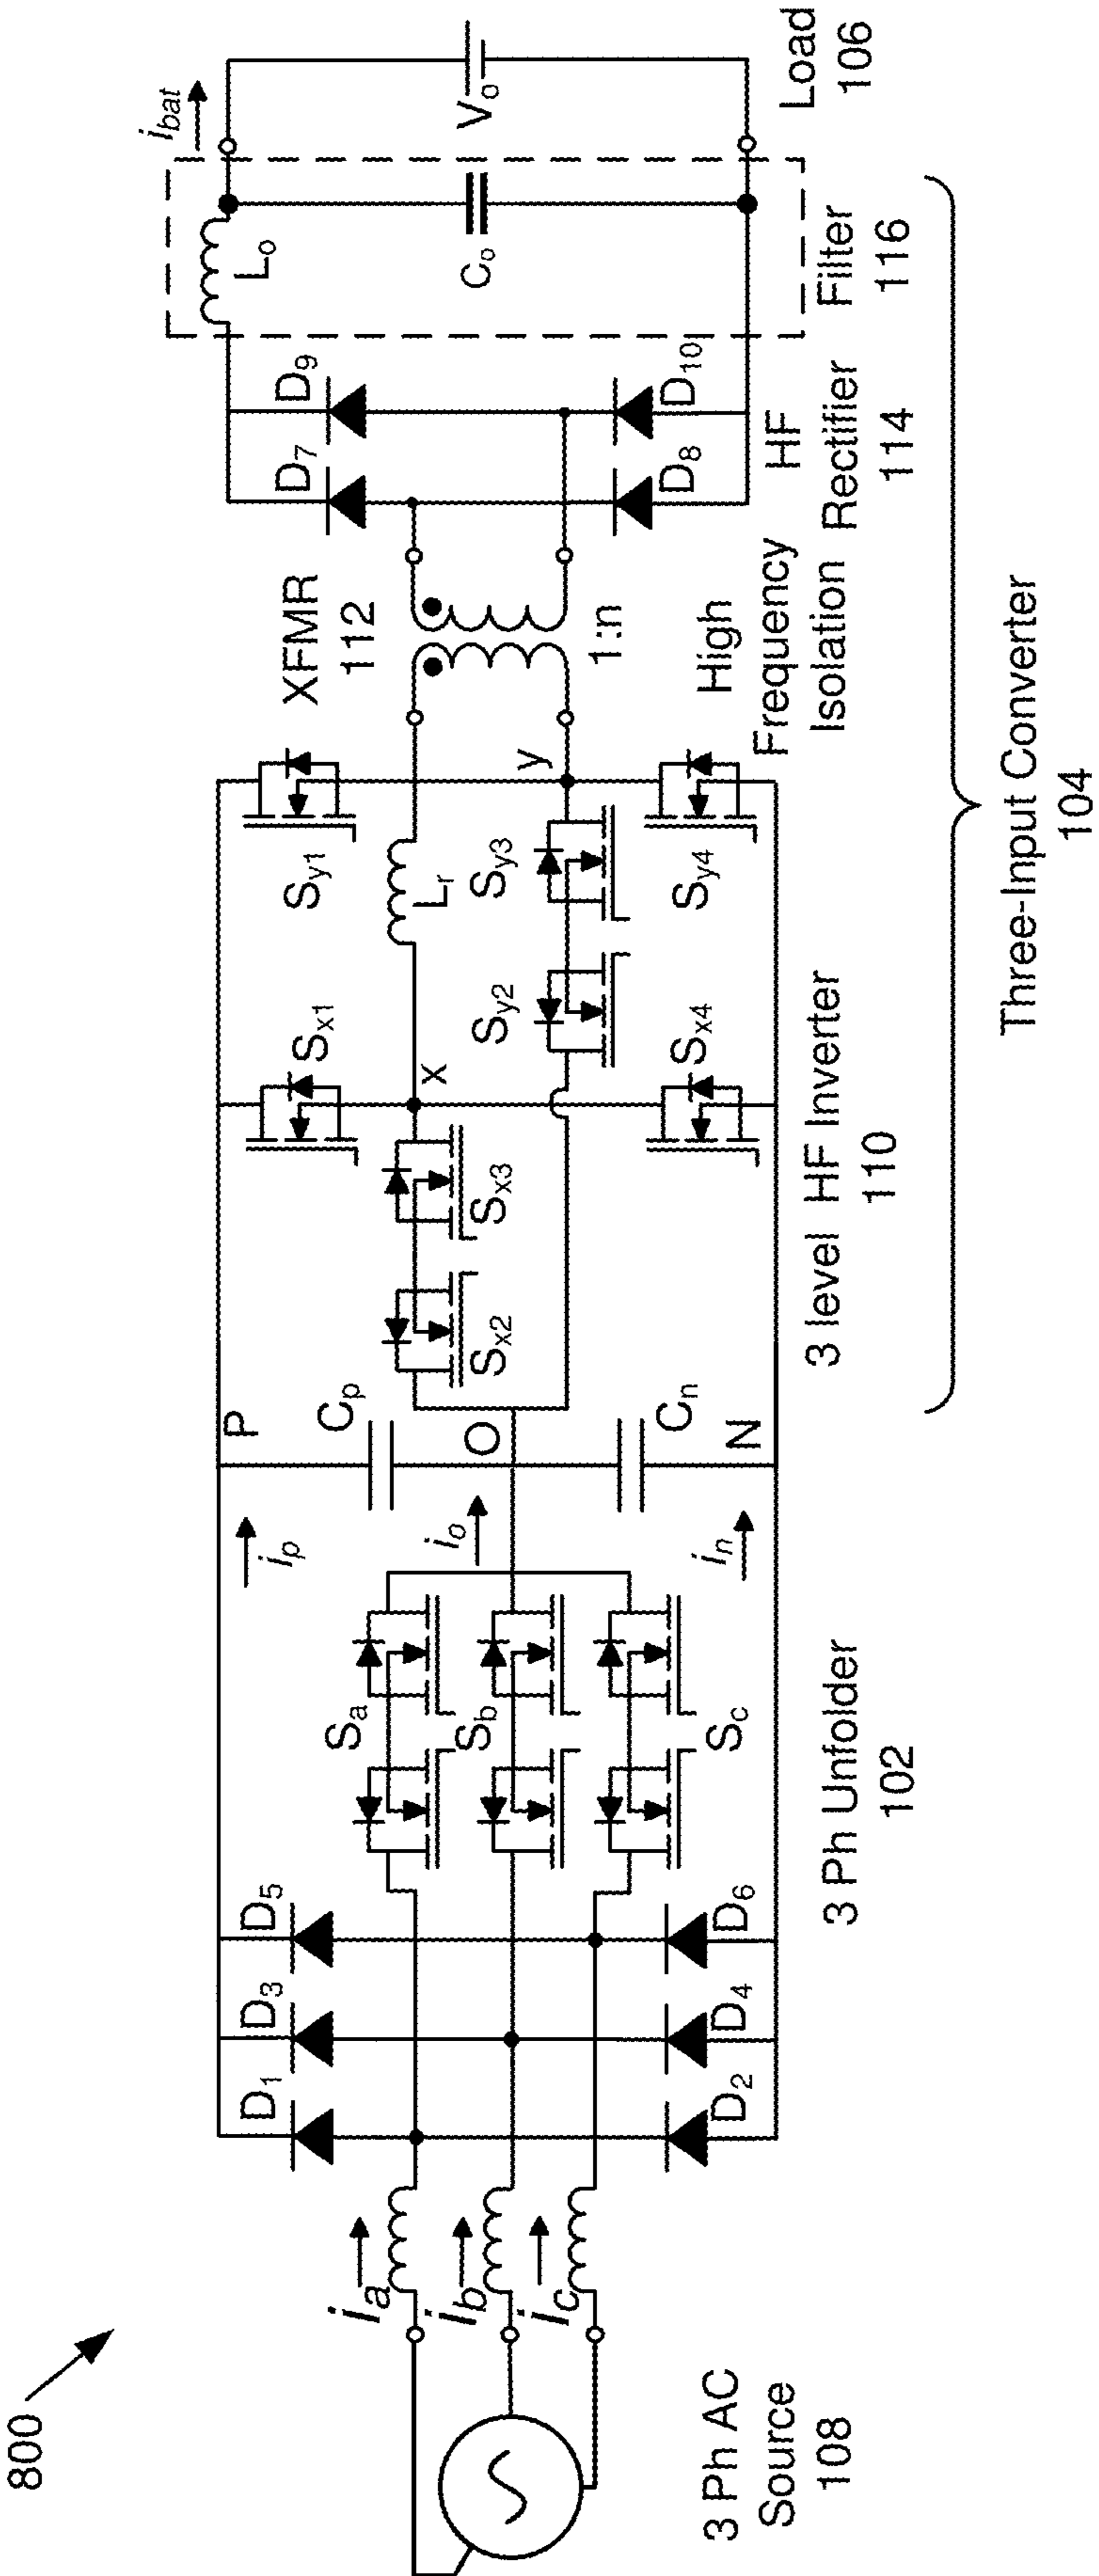 800
3 Ph AC
Source
108
i_a
i_b
i_c
D_1
D_3
D_5
D_2
D_4
D_6
S_a
S_b
S_c
3 Ph Unfolder
102
i_p
i_o
i_n
P
O
N
C_p
C_n
S_x2
S_x3
S_x1
S_x4
x
L_r
S_y2
S_y3
S_y1
S_y4
y
3 level HF Inverter
110
XFMR
112
1:n
High
Frequency
Isolation
D_7
D_9
D_8
D_10
HF
Rectifier
114
L_o
C_o
Filter
116
i_bat
V_o
Load
106
Three-Input Converter
104